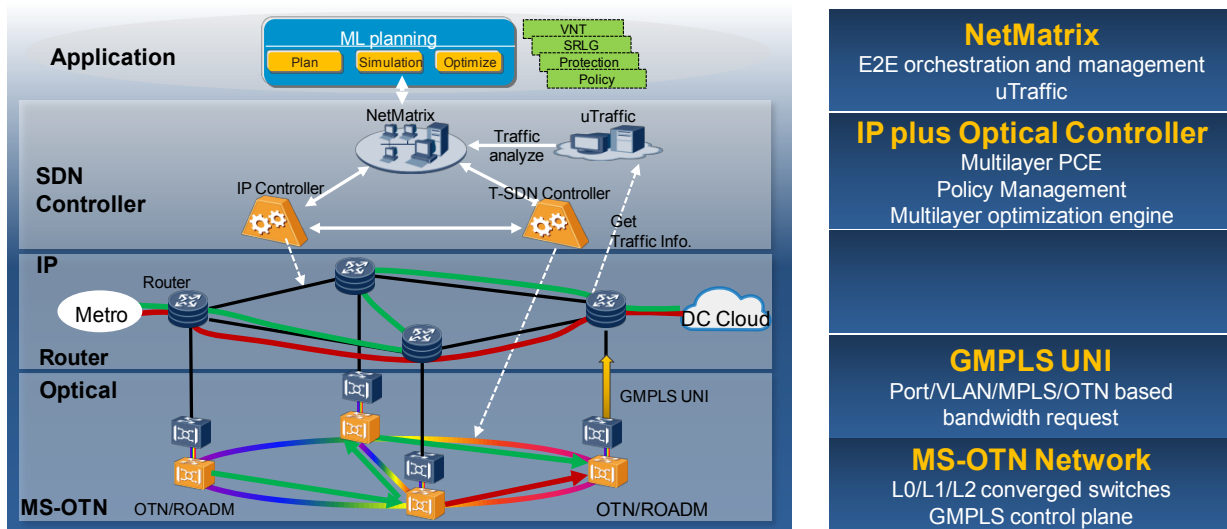 Application
ML planning
Plan
Simulation
Optimize
VNT
SRLG
Protection
Policy
NetMatrix
uTraffic
Traffic
analyze
SDN
Controller
IP Controller
T-SDN Controller
Get
Traffic Info.
IP
Router
Metro
DC Cloud
Router
Optical
GMPLS UNI
MS-OTN
OTN/ROADM
OTN/ROADM
NetMatrix
E2E orchestration and management
uTraffic
IP plus Optical Controller
Multilayer PCE
Policy Management
Multilayer optimization engine
GMPLS UNI
Port/VLAN/MPLS/OTN based
bandwidth request
MS-OTN Network
L0/L1/L2 converged switches
GMPLS control plane